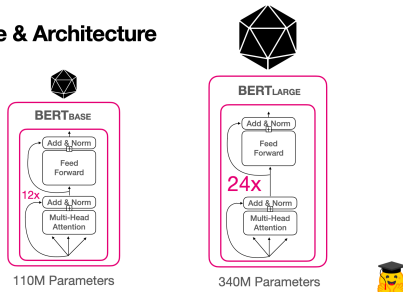 e & Architecture
BERTBASE
Add & Norm
Feed
Forward
12x
Add & Norm
Multi-Head
Attention
110M Parameters
BERTLARGE
Add & Norm
Feed
Forward
24x
Add & Norm
Multi-Head
Attention
340M Parameters